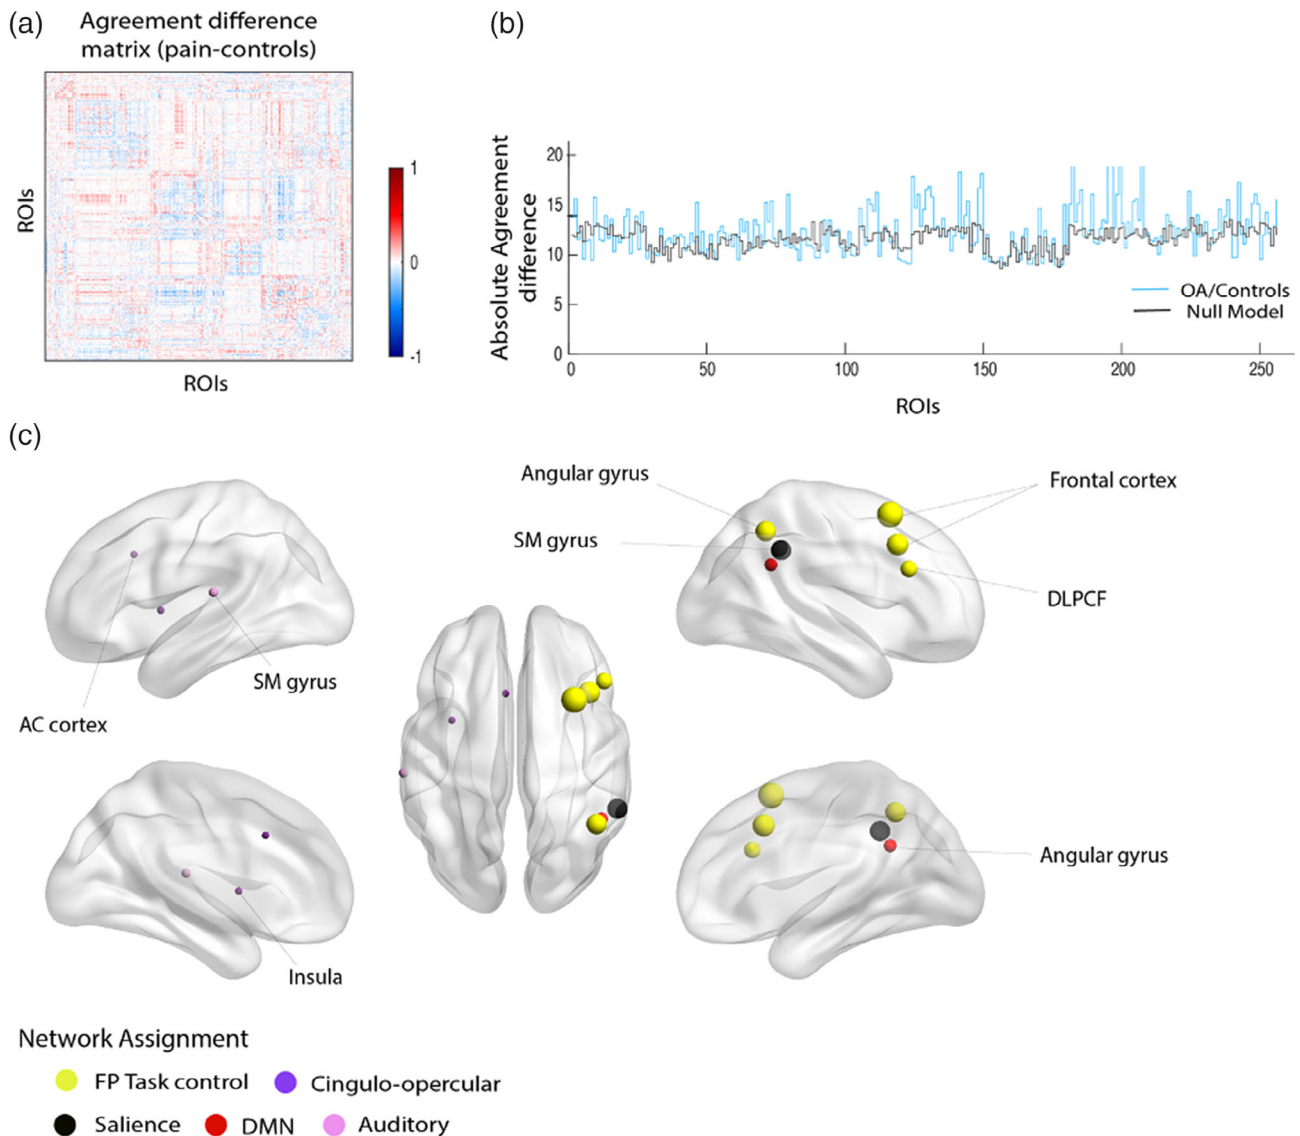 (a)
Agreement difference
matrix (pain-controls)
ROIs
1
0
-1
ROIs
(b)
Absolute Agreement
difference
20
15
10
5
0
OA/Controls
Null Model
0 50 100 150 200 250
ROIs
(c)
Angular gyrus
Frontal cortex
SM gyrus
DLPCF
SM gyrus
AC cortex
Angular gyrus
Insula
Network Assignment
FP Task control Cingulo-opercular
Salience DMN Auditory